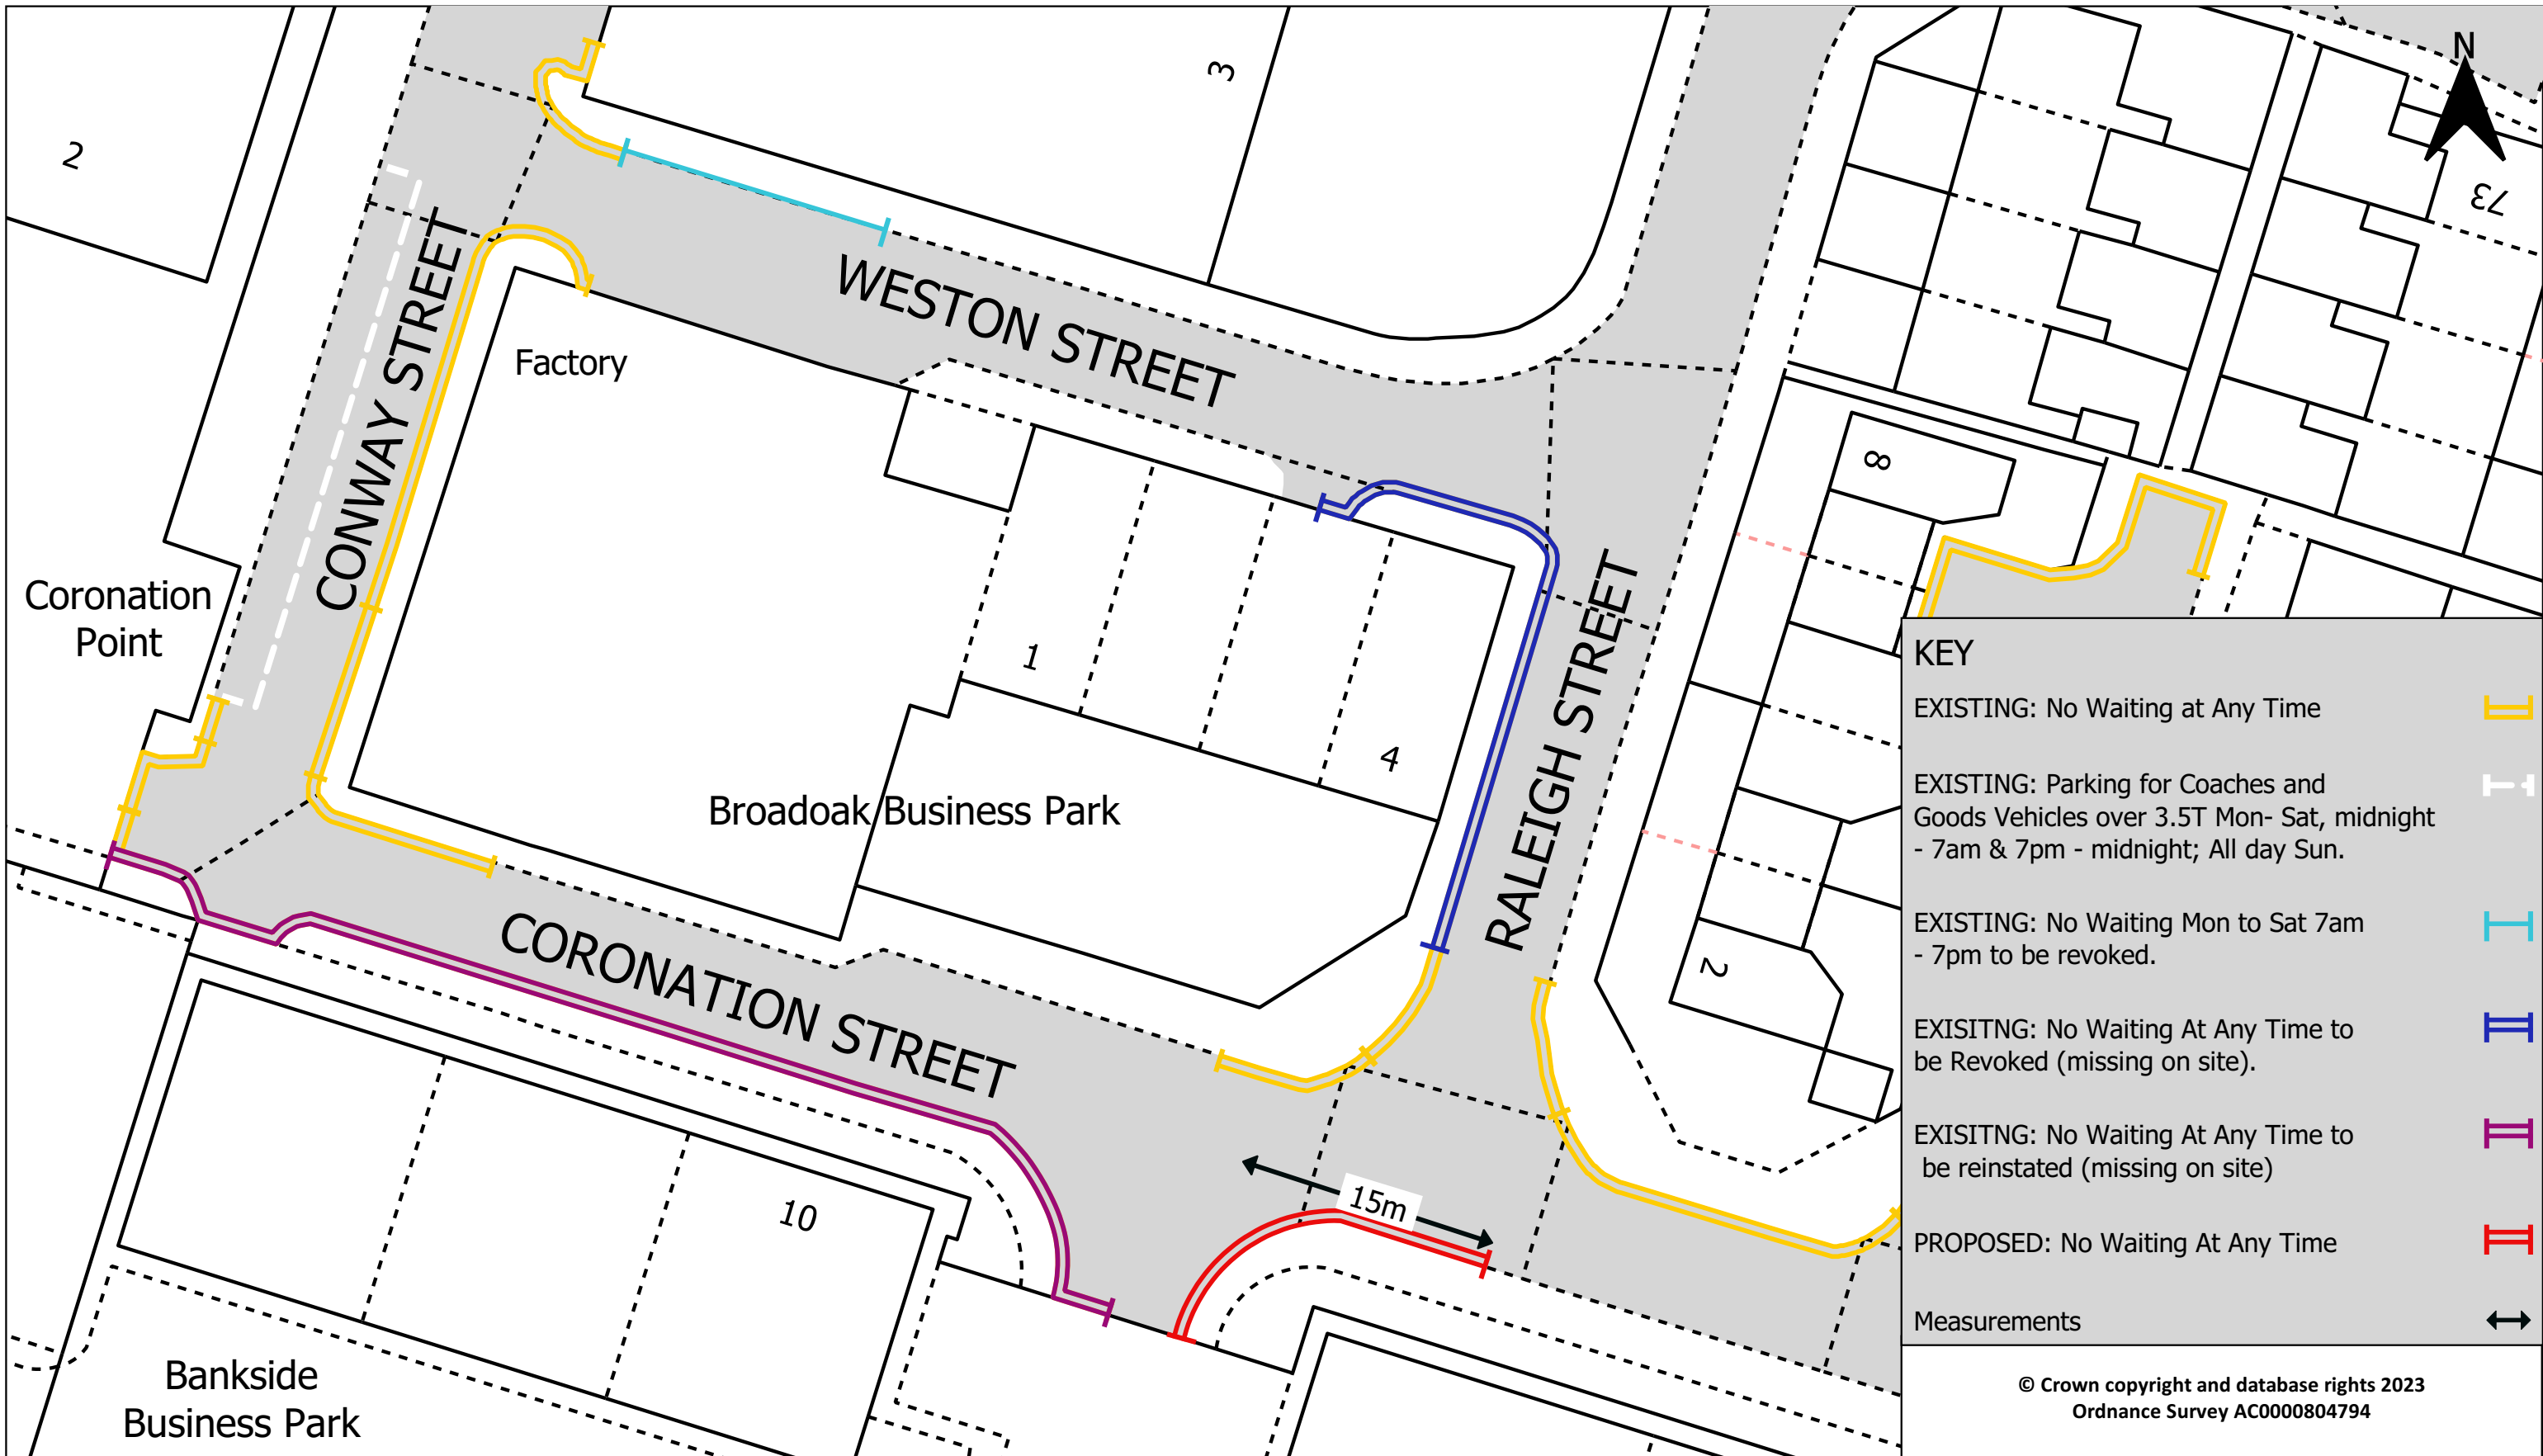 N
3
2
73
WESTON STREET
CONWAY STREET
Factory
8
Coronation
Point
1
4
RALEIGH STREET
Broadoak Business Park
2
CORONATION STREET
15m
10
Bankside
Business Park
KEY
EXISTING: No Waiting at Any Time
EXISTING: Parking for Coaches and
Goods Vehicles over 3.5T Mon- Sat, midnight
- 7am & 7pm - midnight; All day Sun.
EXISTING: No Waiting Mon to Sat 7am
- 7pm to be revoked.
EXISITNG: No Waiting At Any Time to
be Revoked (missing on site).
EXISITNG: No Waiting At Any Time to
be reinstated (missing on site)
PROPOSED: No Waiting At Any Time
Measurements
© Crown copyright and database rights 2023
Ordnance Survey AC0000804794